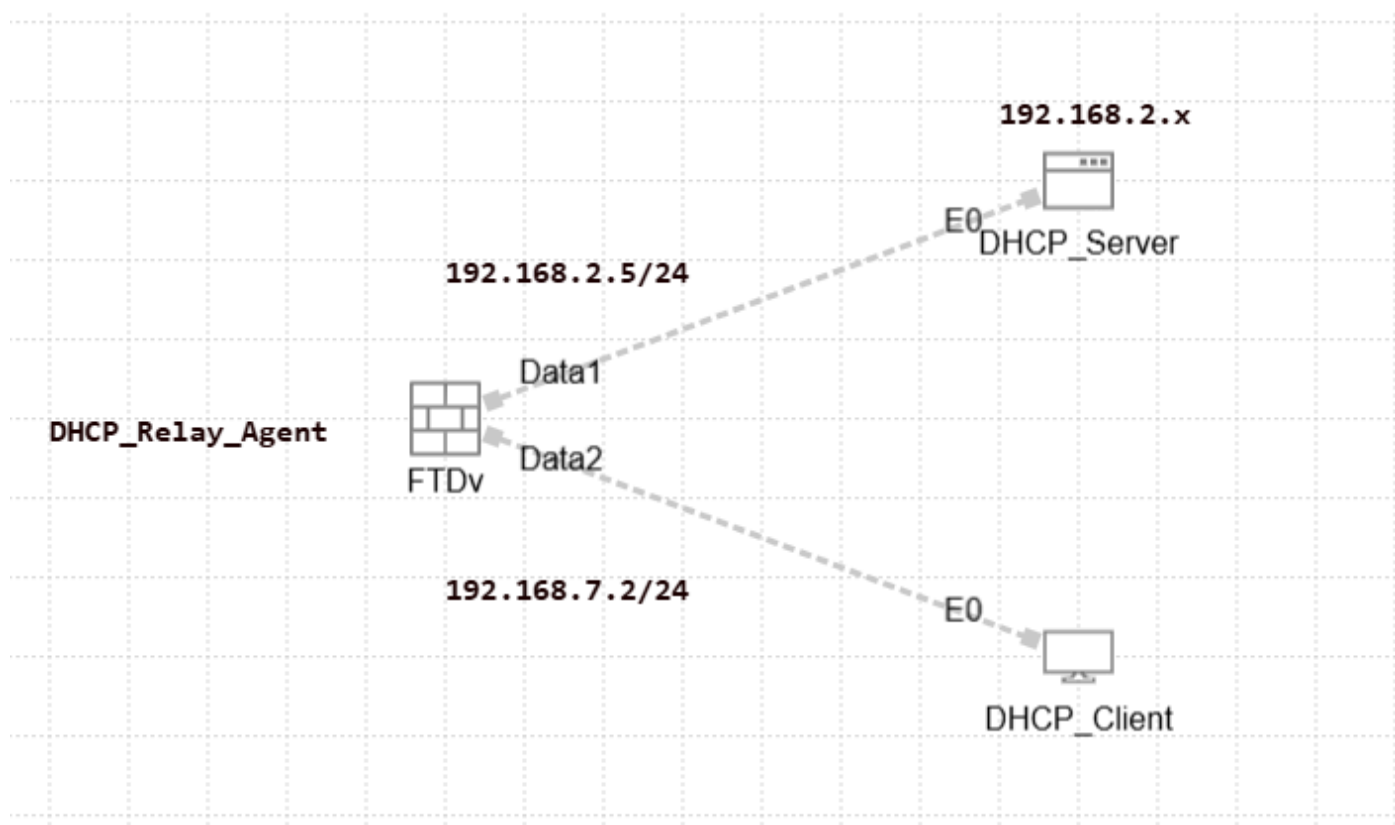 192.168.2.x
E0
DHCP_Server
192.168.2.5/24
Data1
DHCP_Relay_Agent
Data2
FTDv
192.168.7.2/24
E0
DHCP_Client